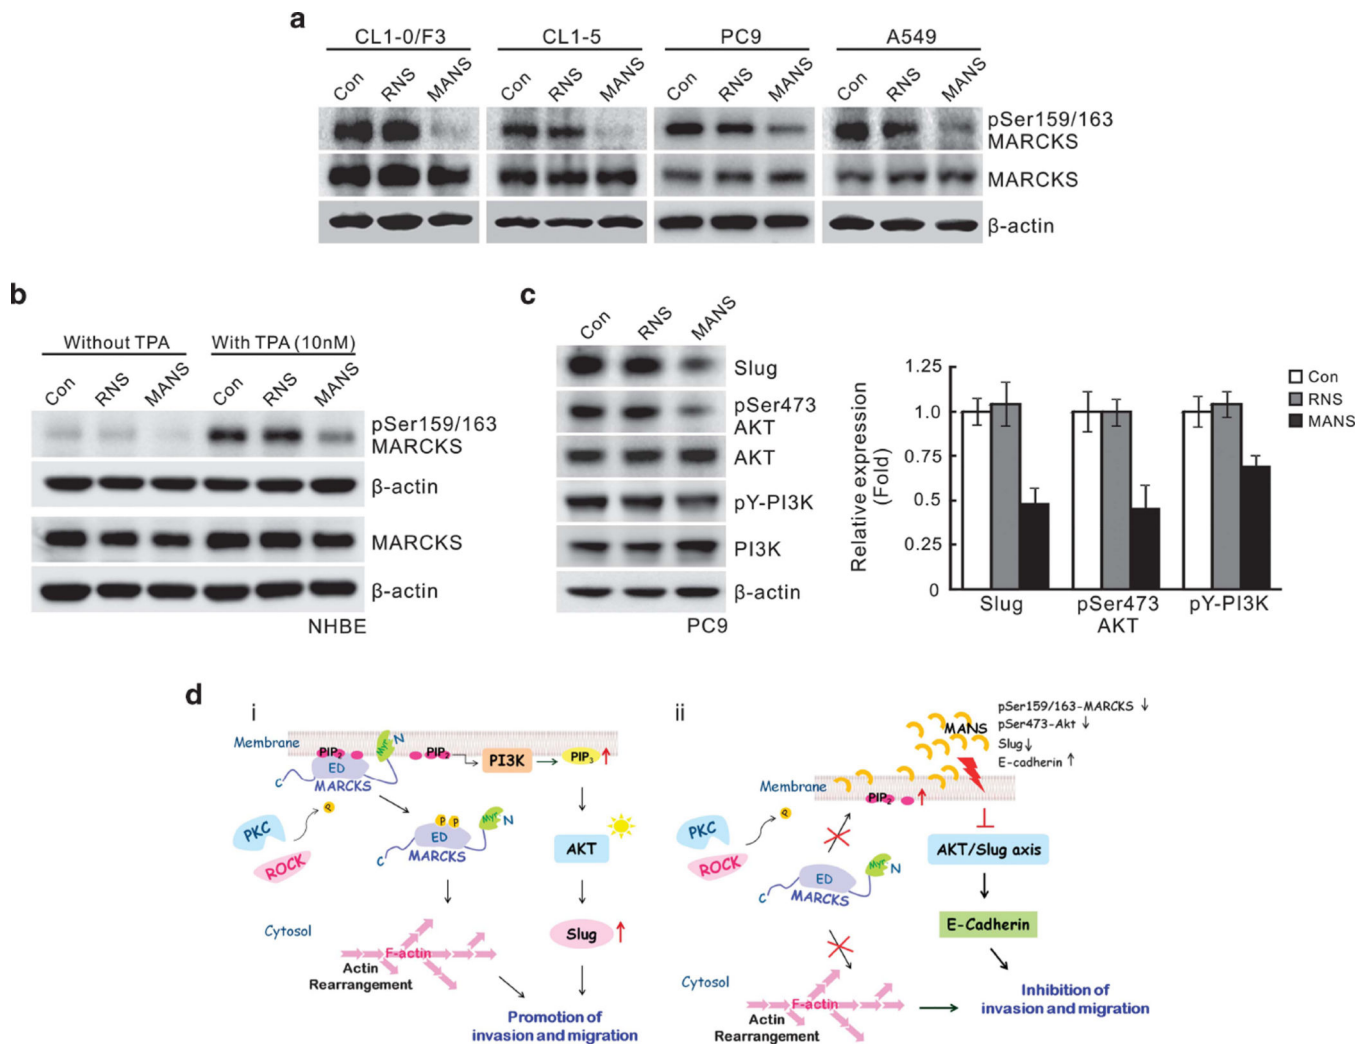 a
CL1-0/F3 CL1-5 PC9 A549
Con RNS MANS Con RNS MANS Con RNS MANS Con RNS MANS
pSer159/163
MARCKS
MARCKS
β-actin
b
Without TPA With TPA (10nM)
Con RNS MANS Con RNS MANS
pSer159/163
MARCKS
β-actin
MARCKS
β-actin
NHBE
c
Con RNS MANS
Slug
pSer473
AKT
AKT
pY-PI3K
PI3K
β-actin
PC9
Relative expression
(Fold)
1.25
1.0
0.75
0.5
0.25
0
Slug pSer473 pY-PI3K
AKT
Con
RNS
MANS
d
i
Membrane
PIP2 Myr N PIP2 PI3K PIP3
ED
MARCKS
C
PKC
ROCK
P
P P
ED Myr N
MARCKS
C
AKT
Cytosol
F-actin
Actin
Rearrangement
Slug
Promotion of
invasion and migration
ii
MANS
pSer159/163-MARCKS ↓
pSer473-Akt ↓
Slug↓
E-cadherin ↑
Membrane
PIP2
PKC
ROCK
P
ED Myr N
MARCKS
C
AKT/Slug axis
E-Cadherin
Cytosol
F-actin
Actin
Rearrangement
Inhibition of
invasion and migration